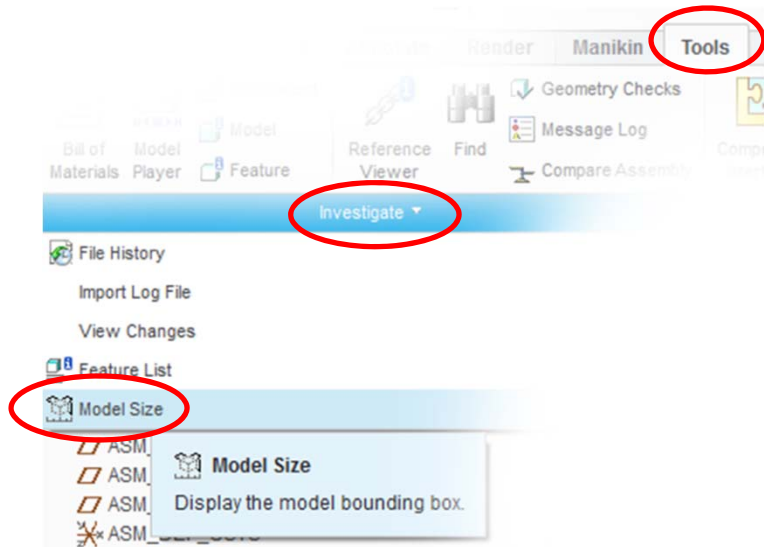 Render Manikin Tools
Geometry Checks
Model
Message Log
Bill of Materials
Model Player
Feature
Reference Viewer
Find
Compare Assembly
Investigate
File History
Import Log File
View Changes
Feature List
Model Size
ASM_
ASM_
ASM_
Model Size
Display the model bounding box.